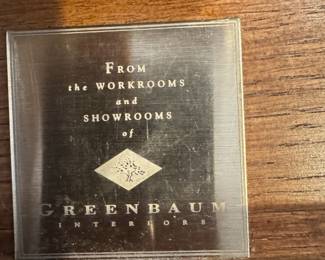 FROM
the WORKROOMS
and
SHOWROOMS
of
GREENBAUM
INTERIORS